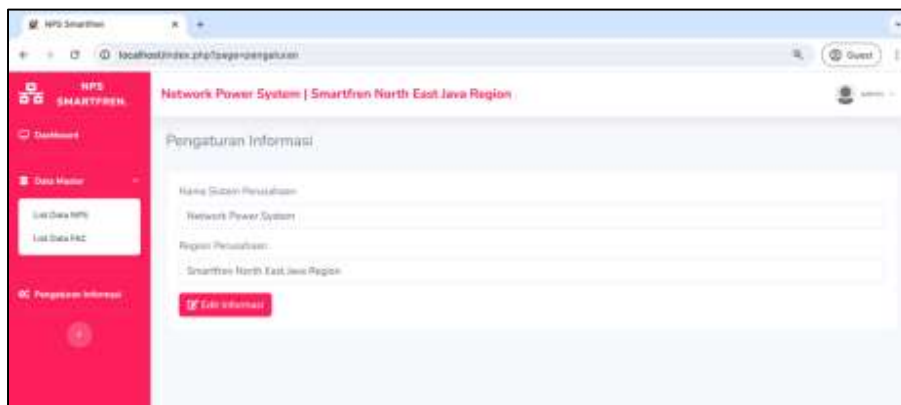 NPS Smartfren
localhost/index.php?page=pengaturan
Guest
NPS
SMARTFREN.
Network Power System | Smartfren North East Java Region
admin
Dashboard
Pengaturan Informasi
Data Master
Nama Sistem Perusahaan
List Data NPS
Network Power System
List Data FAC
Region Perusahaan
Smartfren North East Java Region
Pengaturan Informasi
Edit Informasi